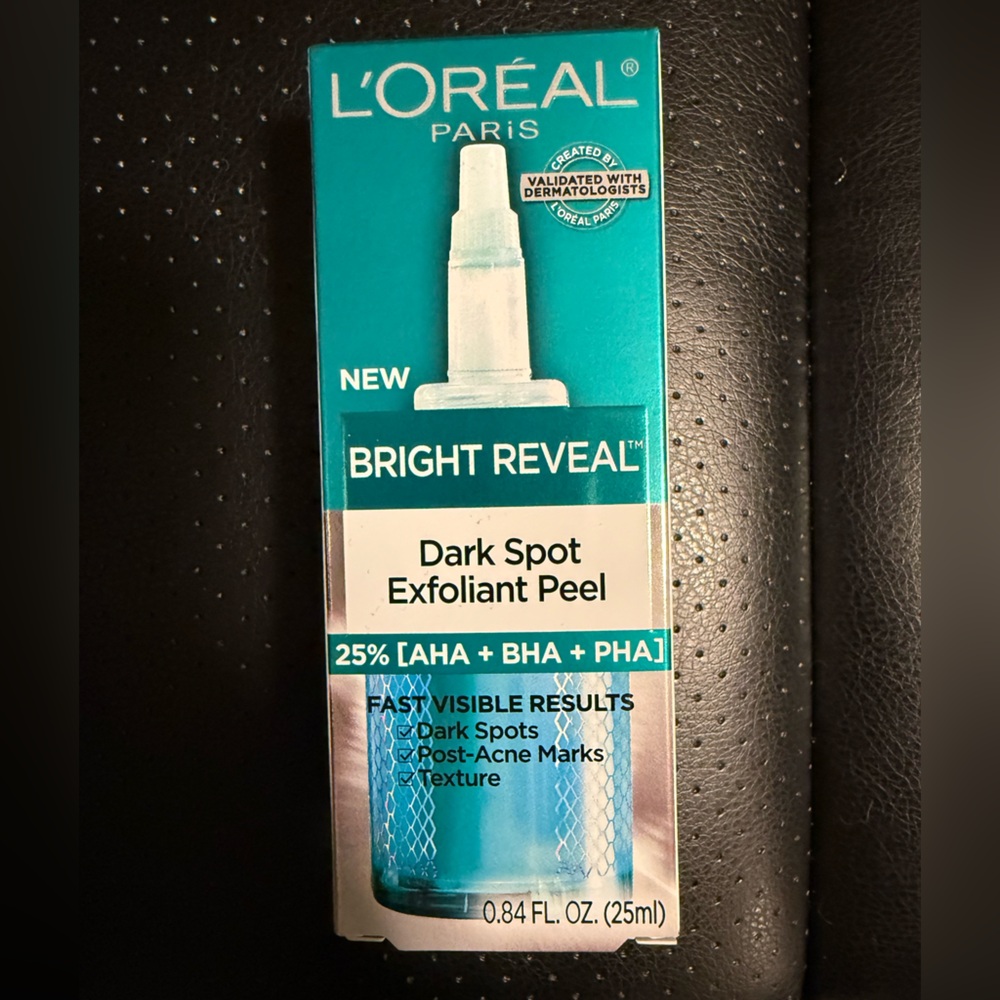 L'ORÉAL®
PARiS
CREATED BY
VALIDATED WITH
DERMATOLOGISTS
L'ORÉAL PARIS
NEW
BRIGHT REVEAL™
Dark Spot
Exfoliant Peel
25% [AHA + BHA + PHA]
FAST VISIBLE RESULTS
☑Dark Spots
☑Post-Acne Marks
☑Texture
0.84 FL. OZ. (25ml)